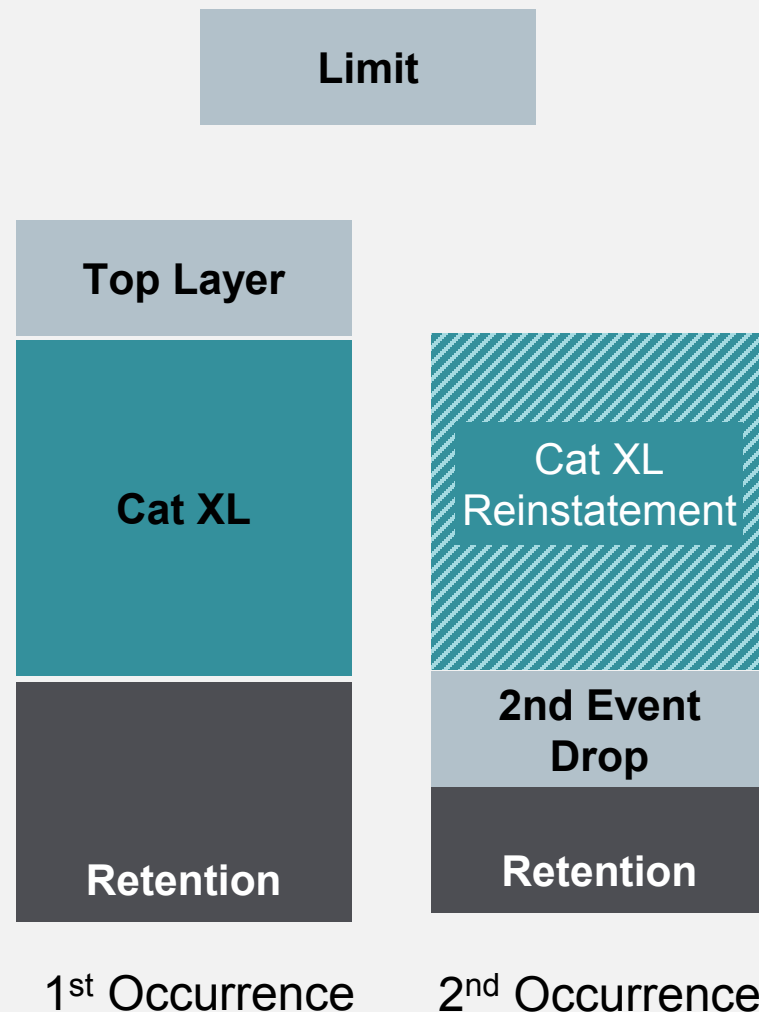 Limit
Top Layer
Cat XL
Retention
1st Occurrence
Cat XL
Reinstatement
2nd Event
Drop
Retention
2nd Occurrence